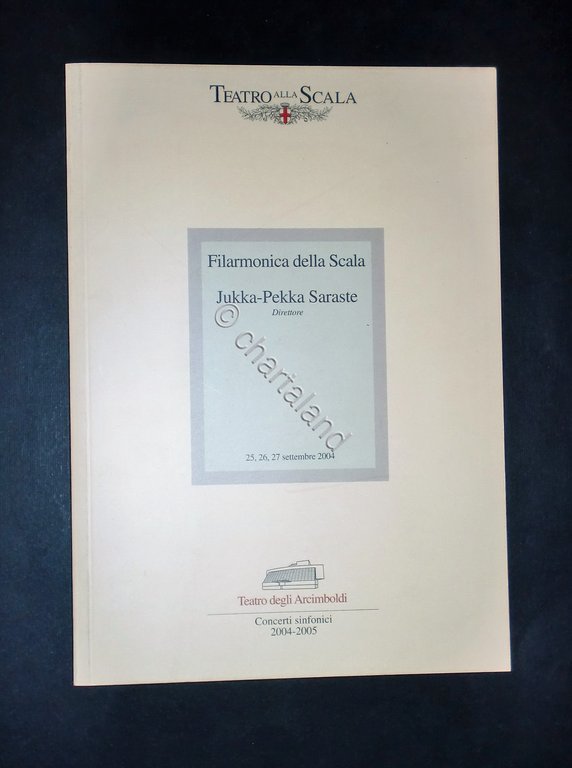 TEATRO ALLA SCALA
Filarmonica della Scala
Jukka-Pekka Saraste
Direttore
© chartaland
25, 26, 27 settembre 2004
Teatro degli Arcimboldi
Concerti sinfonici
2004-2005